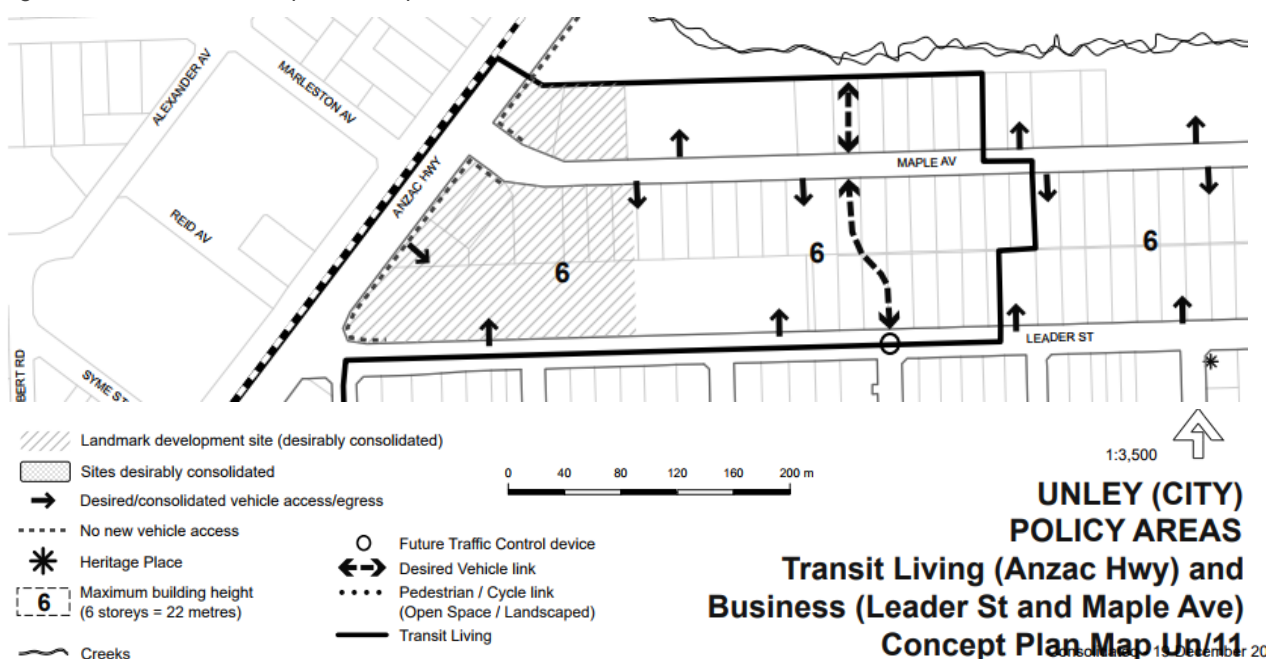 ALEXANDER AV
MARLESTON AV
ANZAC HWY
MAPLE AV
REID AV
6
6
6
LEADER ST
BERT RD
SYME ST
Landmark development site (desirably consolidated)
Sites desirably consolidated
Desired/consolidated vehicle access/egress
No new vehicle access
Heritage Place
6 Maximum building height
(6 storeys = 22 metres)
Creeks
0 40 80 120 160 200 m
Future Traffic Control device
Desired Vehicle link
Pedestrian / Cycle link
(Open Space / Landscaped)
Transit Living
1:3,500
UNLEY (CITY)
POLICY AREAS
Transit Living (Anzac Hwy) and
Business (Leader St and Maple Ave)
Concept Plan Map Un/11
Consolidated - 19 December 20